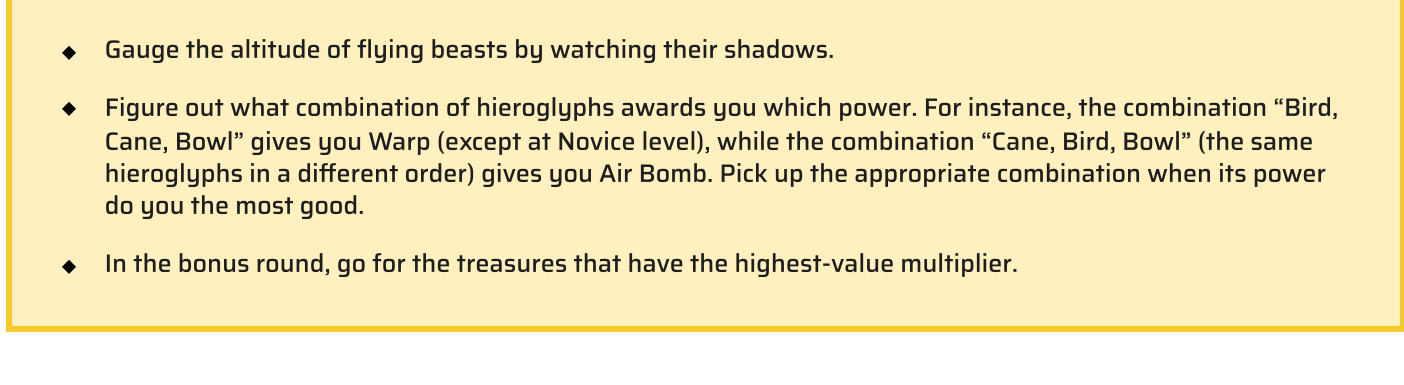 ◆ Gauge the altitude of flying beasts by watching their shadows.
◆ Figure out what combination of hieroglyphs awards you which power. For instance, the combination “Bird,
Cane, Bowl” gives you Warp (except at Novice level), while the combination “Cane, Bird, Bowl” (the same
hieroglyphs in a different order) gives you Air Bomb. Pick up the appropriate combination when its power
do you the most good.
◆ In the bonus round, go for the treasures that have the highest-value multiplier.